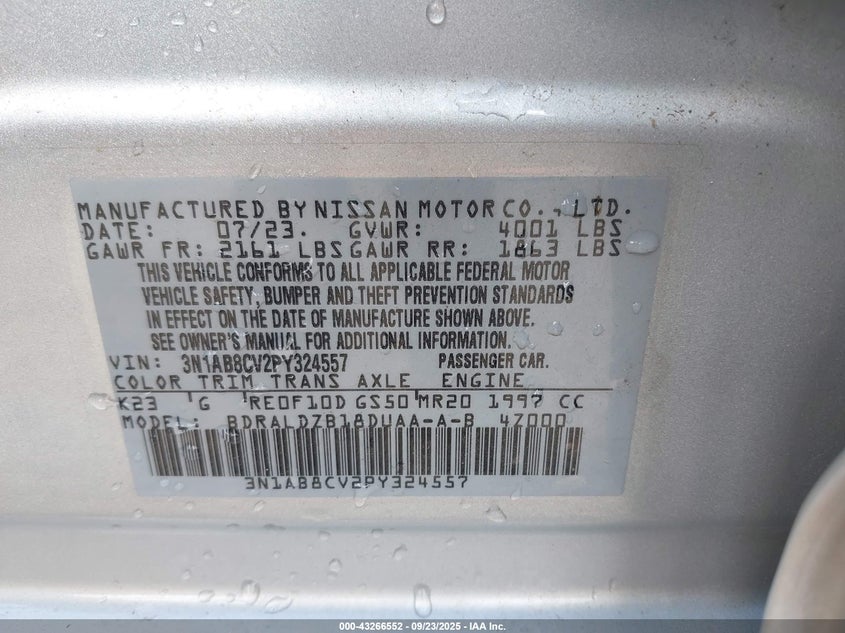 MANUFACTURED BY NISSAN MOTOR CO., LTD.
DATE: 07/23. GVWR: 4001 LBS
GAWR FR: 2161 LBS GAWR RR: 1863 LBS
THIS VEHICLE CONFORMS TO ALL APPLICABLE FEDERAL MOTOR
VEHICLE SAFETY, BUMPER AND THEFT PREVENTION STANDARDS
IN EFFECT ON THE DATE OF MANUFACTURE SHOWN ABOVE.
SEE OWNER'S MANUAL FOR ADDITIONAL INFORMATION.
VIN: 3N1AB8CV2PY324557 PASSENGER CAR.
COLOR TRIM TRANS AXLE ENGINE
K23 G RE0F10D GS50 MR20 1997 CC
MODEL: BDRALDZB18DUAA-A-B 47000
3N1AB8CV2PY324557
000-43266552 - 09/23/2025 - IAA Inc.